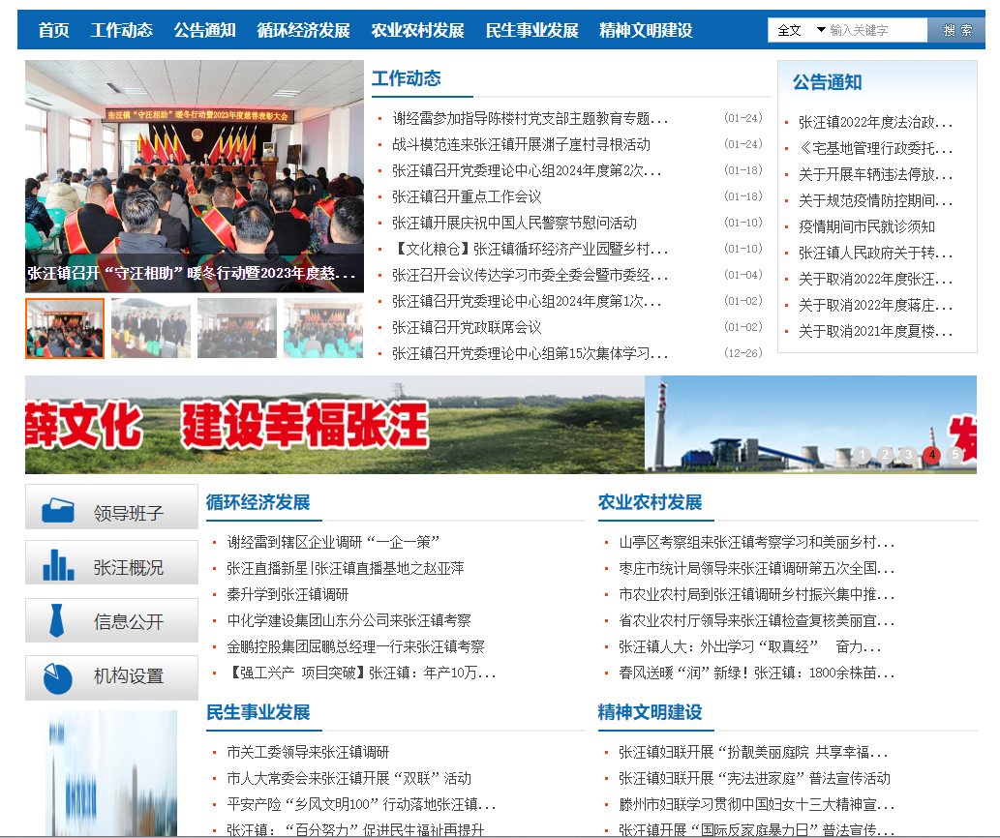 首页 工作动态 公告通知 循环经济发展 农业农村发展 民生事业发展 精神文明建设 全文 输入关键字 搜 索
张汪镇“守汪相助”暖冬行动暨2023年度慈善表彰大会
张汪镇召开“守汪相助”暖冬行动暨2023年度慈...
工作动态
谢经雷参加指导陈楼村党支部主题教育专题... (01-24)
战斗模范连来张汪镇开展渊子崖村寻根活动 (01-24)
张汪镇召开党委理论中心组2024年度第2次... (01-18)
张汪镇召开重点工作会议 (01-18)
张汪镇开展庆祝中国人民警察节慰问活动 (01-10)
【文化粮仓】张汪镇循环经济产业园暨乡村... (01-10)
张汪召开会议传达学习市委全委会暨市委经... (01-04)
张汪镇召开党委理论中心组2024年度第1次... (01-02)
张汪镇召开党政联席会议 (01-02)
张汪镇召开党委理论中心组第15次集体学习... (12-26)
公告通知
张汪镇2022年度法治政...
《宅基地管理行政委托...
关于开展车辆违法停放...
关于规范疫情防控期间...
疫情期间市民就诊须知
张汪镇人民政府关于转...
关于取消2022年度张汪...
关于取消2022年度蒋庄...
关于取消2021年度夏楼...
薛文化 建设幸福张汪
发
1 2 3 4 5
领导班子
张汪概况
信息公开
机构设置
循环经济发展
谢经雷到辖区企业调研“一企一策”
张汪直播新星|张汪镇直播基地之赵亚萍
秦升学到张汪镇调研
中化学建设集团山东分公司来张汪镇考察
金鹏控股集团屈鹏总经理一行来张汪镇考察
【强工兴产 项目突破】张汪镇：年产10万...
农业农村发展
山亭区考察组来张汪镇考察学习和美丽乡村...
枣庄市统计局领导来张汪镇调研第五次全国...
市农业农村局到张汪镇调研乡村振兴集中推...
省农业农村厅领导来张汪镇检查复核美丽宜...
张汪镇人大：外出学习“取真经” 奋力...
春风送暖“润”新绿！张汪镇：1800余株苗...
民生事业发展
市关工委领导来张汪镇调研
市人大常委会来张汪镇开展“双联”活动
平安产险“乡风文明100”行动落地张汪镇...
张汪镇：“百分努力”促进民生福祉再提升
精神文明建设
张汪镇妇联开展“扮靓美丽庭院 共享幸福...
张汪镇妇联开展“宪法进家庭”普法宣传活动
滕州市妇联学习贯彻中国妇女十三大精神宣...
张汪镇开展“国际反家庭暴力日”普法宣传...